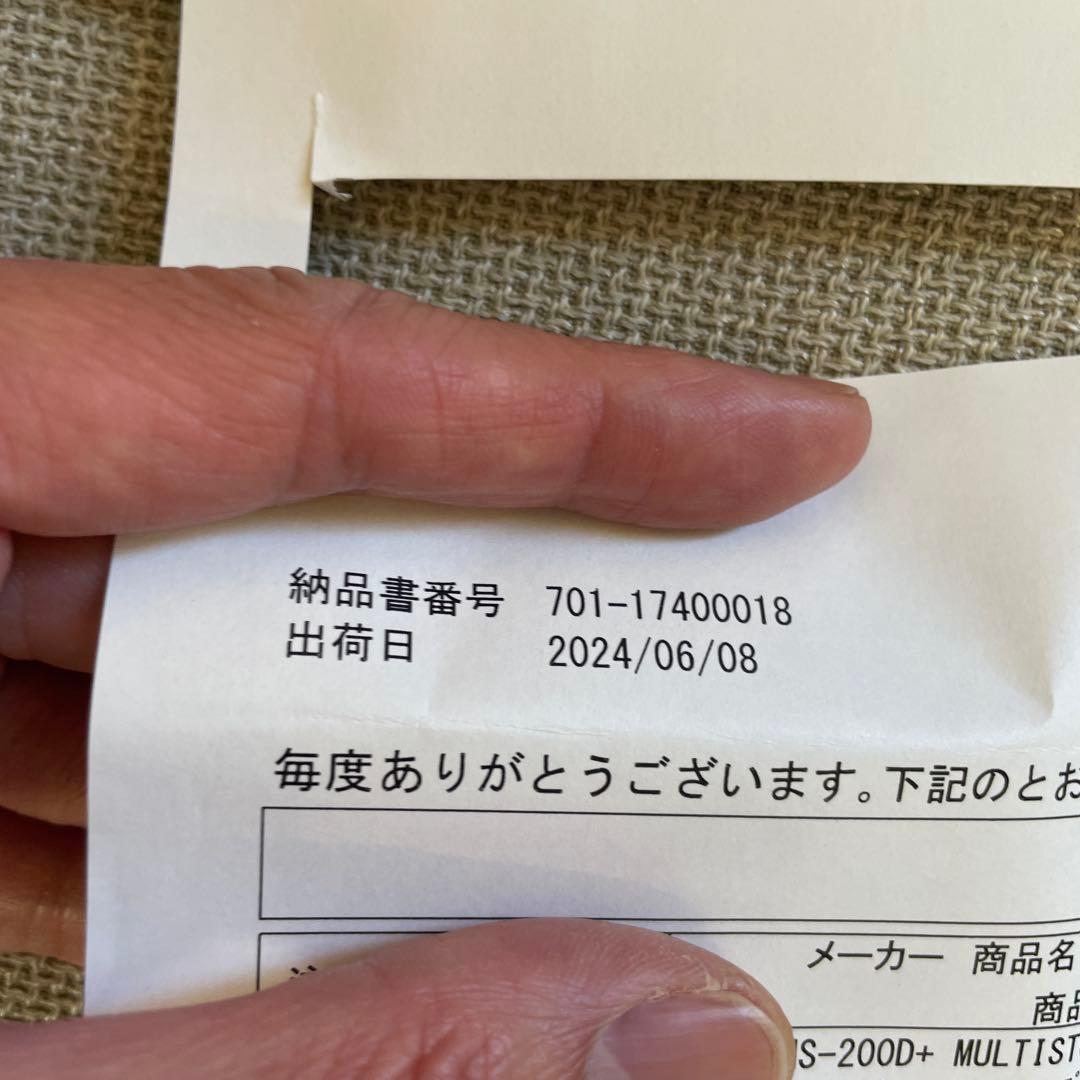 納品書番号 701-17400018
出荷日 2024/06/08
毎度ありがとうございます。下記のとお
メーカー 商品名
商品
S-200D+ MULTIST